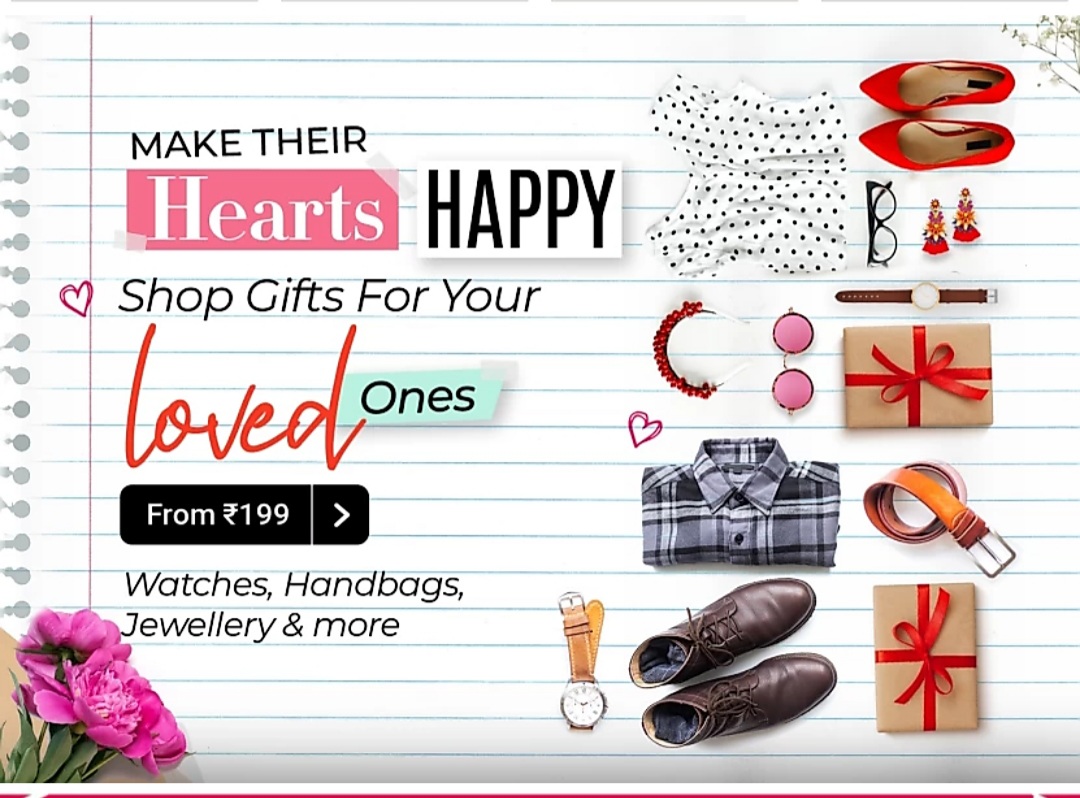 MAKE THEIR
Hearts HAPPY
Shop Gifts For Your
loved Ones
From ₹199 >
Watches, Handbags,
Jewellery & more